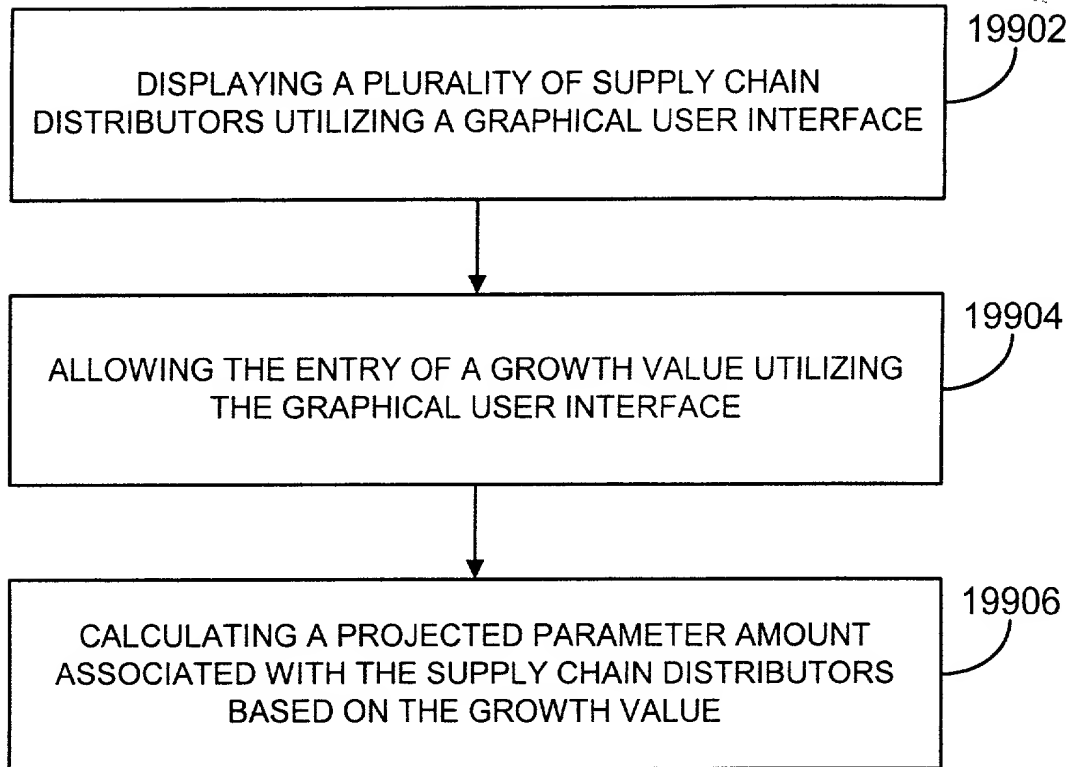 19902
DISPLAYING A PLURALITY OF SUPPLY CHAIN
DISTRIBUTORS UTILIZING A GRAPHICAL USER INTERFACE
19904
ALLOWING THE ENTRY OF A GROWTH VALUE UTILIZING
THE GRAPHICAL USER INTERFACE
19906
CALCULATING A PROJECTED PARAMETER AMOUNT
ASSOCIATED WITH THE SUPPLY CHAIN DISTRIBUTORS
BASED ON THE GROWTH VALUE